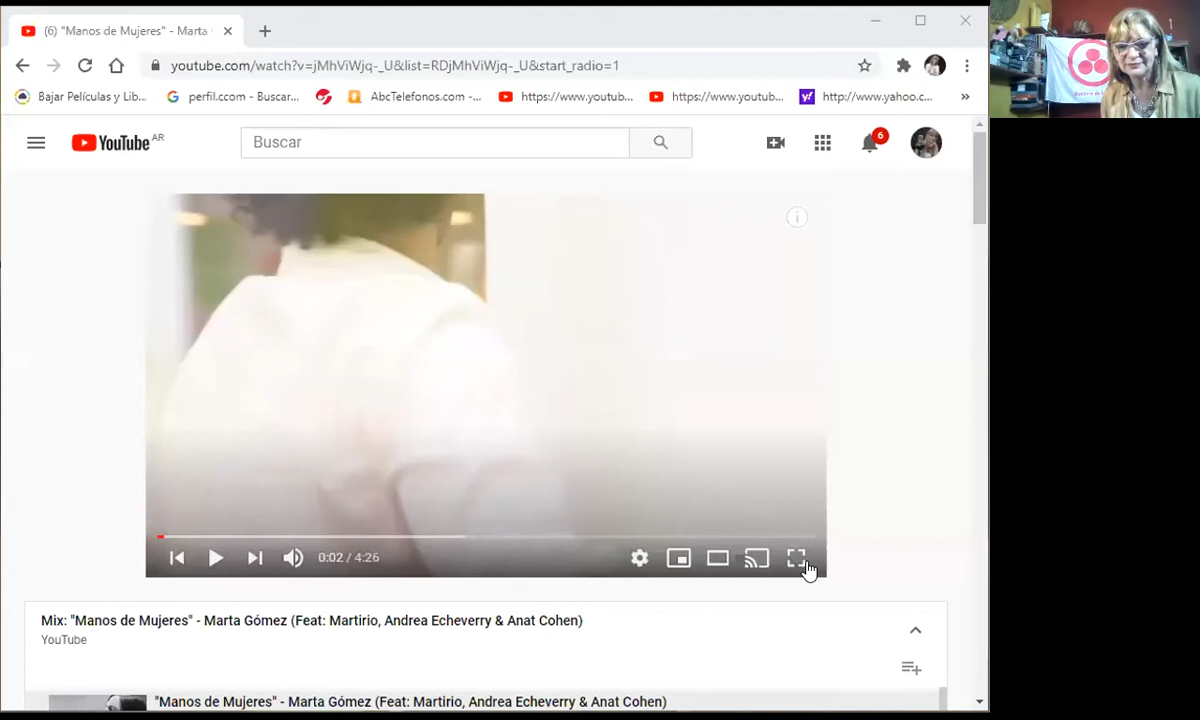 (6) "Manos de Mujeres" - Marta
youtube.com/watch?v=jMhViWjq-_U&list=RDjMhViWjq-_U&start_radio=1
Bajar Películas y Lib...
perfil.ccom - Buscar...
AbcTelefonos.com -...
https://www.youtub...
https://www.youtub...
http://www.yahoo.c...
»
YouTube AR
Buscar
6
0:02 / 4:26
Mix: "Manos de Mujeres" - Marta Gómez (Feat: Martirio, Andrea Echeverry & Anat Cohen)
YouTube
"Manos de Mujeres" - Marta Gómez (Feat: Martirio, Andrea Echeverry & Anat Cohen)